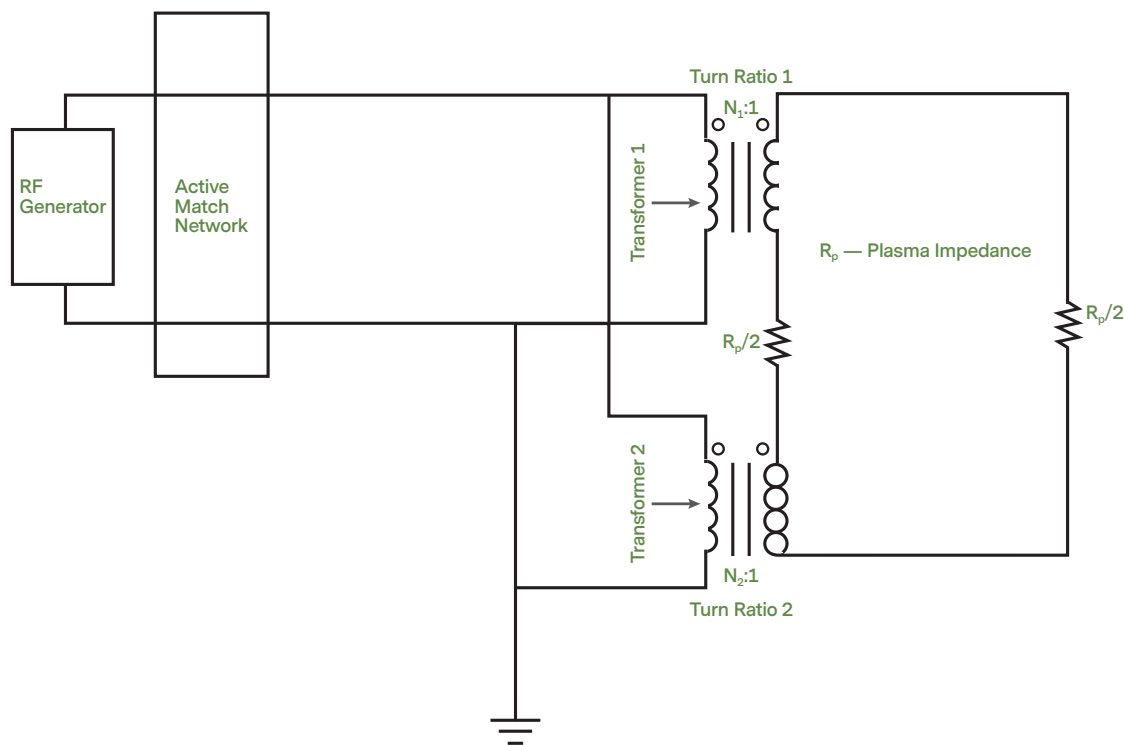 Turn Ratio 1
N₁:1
RF
Generator
Active
Match
Network
Transformer 1
Rₚ — Plasma Impedance
Rₚ/2
Rₚ/2
Transformer 2
N₂:1
Turn Ratio 2